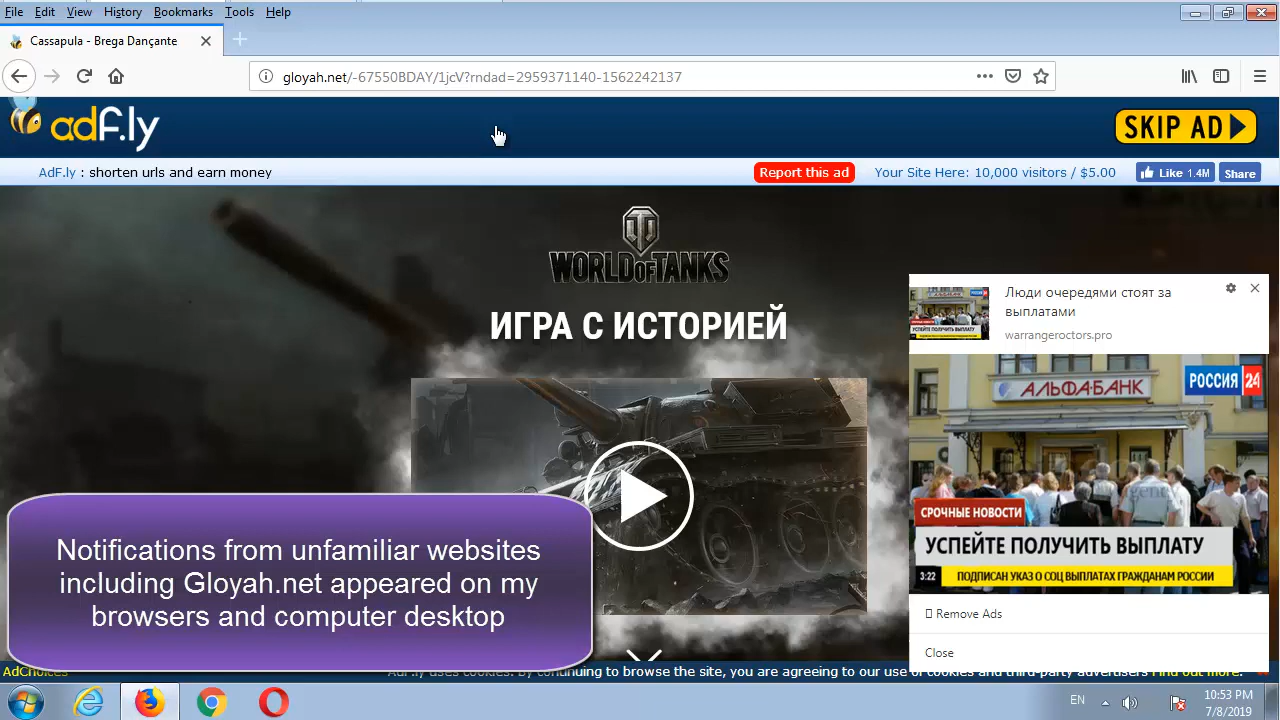 File Edit View History Bookmarks Tools Help
Cassapula - Brega Dançante
gloyah.net/-67550BDAY/1jcV?rndad=2959371140-1562242137
adf.ly
SKIP AD
AdF.ly : shorten urls and earn money
Report this ad
Your Site Here: 10,000 visitors / $5.00
Like 1.4M
Share
WORLD OF TANKS
ИГРА С ИСТОРИЕЙ
Люди очередями стоят за
выплатами
warrangeroctors.pro
АЛЬФА·БАНК
РОССИЯ 24
СРОЧНЫЕ НОВОСТИ
УСПЕЙТЕ ПОЛУЧИТЬ ВЫПЛАТУ
3:22 ПОДПИСАН УКАЗ О СОЦ ВЫПЛАТАХ ГРАЖДАНАМ РОССИИ
Remove Ads
Close
Notifications from unfamiliar websites
including Gloyah.net appeared on my
browsers and computer desktop
AdChoices
AdF.ly uses cookies. By continuing to browse the site, you are agreeing to our use of cookies and third-party advertisers Find out more.
EN
10:53 PM
7/8/2019